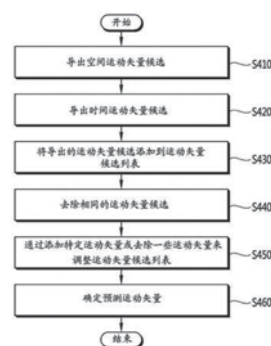 开始
导出空间运动矢量候选
S410
导出时间运动矢量候选
S420
将导出的运动矢量候选添加到运动矢量
候选列表
S430
去除相同的运动矢量候选
S440
通过添加特定运动矢量或去除一些运动矢量来
调整运动矢量候选列表
S450
确定预测运动矢量
S460
结束